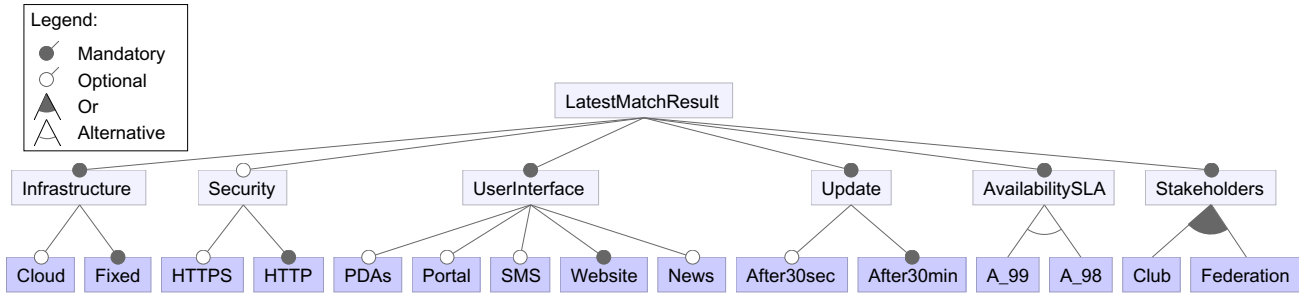 Legend:
Mandatory
Optional
Or
Alternative
LatestMatchResult
Infrastructure Security UserInterface Update AvailabilitySLA Stakeholders
Cloud Fixed HTTPS HTTP PDAs Portal SMS Website News After30sec After30min A_99 A_98 Club Federation